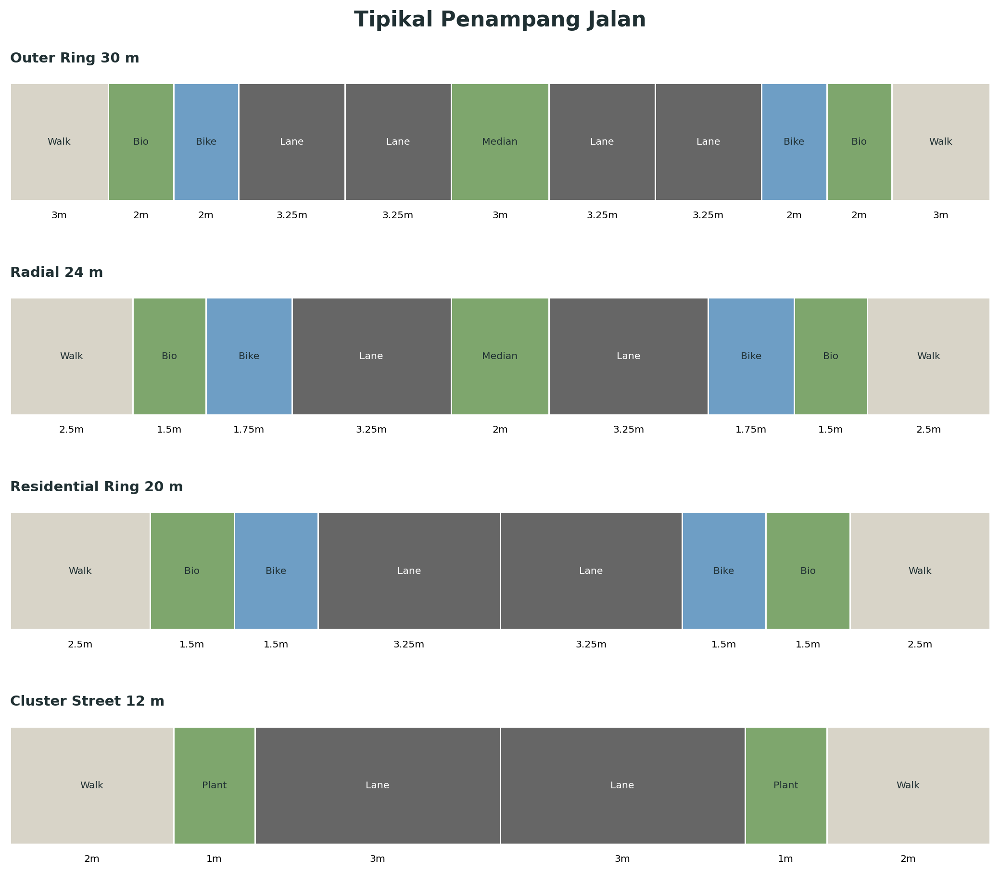 Tipikal Penampang Jalan
Outer Ring 30 m
Walk Bio Bike Lane Lane Median Lane Lane Bike Bio Walk
3m 2m 2m 3.25m 3.25m 3m 3.25m 3.25m 2m 2m 3m
Radial 24 m
Walk Bio Bike Lane Median Lane Bike Bio Walk
2.5m 1.5m 1.75m 3.25m 2m 3.25m 1.75m 1.5m 2.5m
Residential Ring 20 m
Walk Bio Bike Lane Lane Bike Bio Walk
2.5m 1.5m 1.5m 3.25m 3.25m 1.5m 1.5m 2.5m
Cluster Street 12 m
Walk Plant Lane Lane Plant Walk
2m 1m 3m 3m 1m 2m